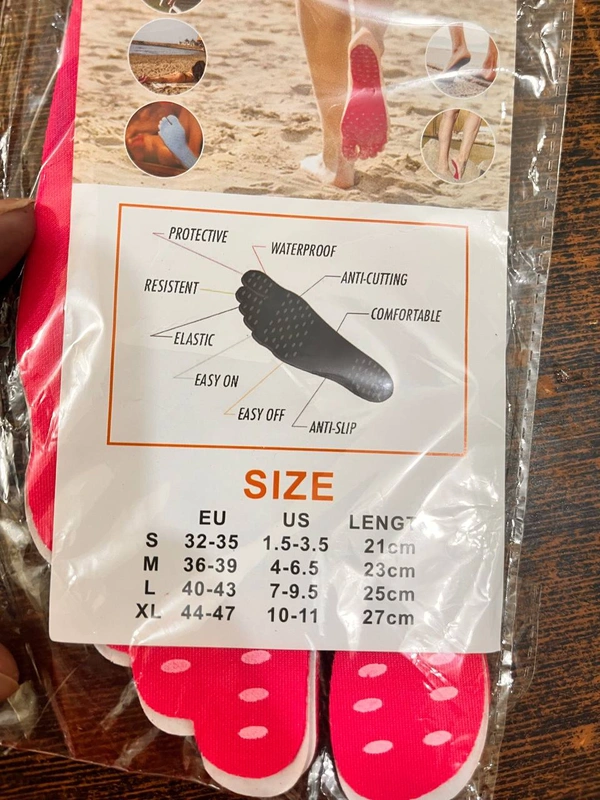 PROTECTIVE
WATERPROOF
RESISTENT
ANTI-CUTTING
COMFORTABLE
ELASTIC
EASY ON
EASY OFF
ANTI-SLIP
SIZE
EU US LENGT
S 32-35 1.5-3.5 21cm
M 36-39 4-6.5 23cm
L 40-43 7-9.5 25cm
XL 44-47 10-11 27cm